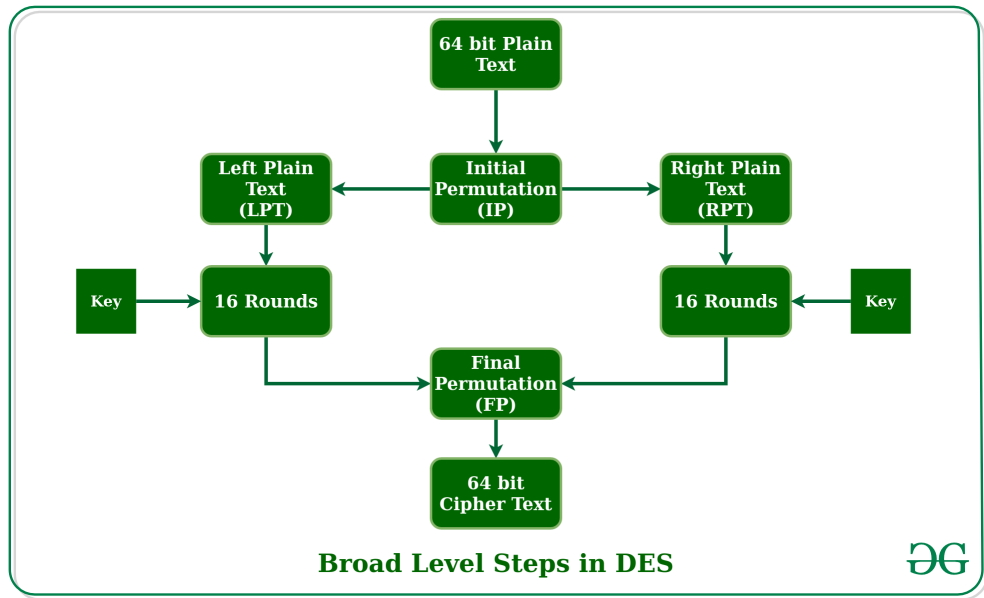 64 bit Plain
Text
Left Plain
Text
(LPT)
Initial
Permutation
(IP)
Right Plain
Text
(RPT)
Key
16 Rounds
16 Rounds
Key
Final
Permutation
(FP)
64 bit
Cipher Text
Broad Level Steps in DES